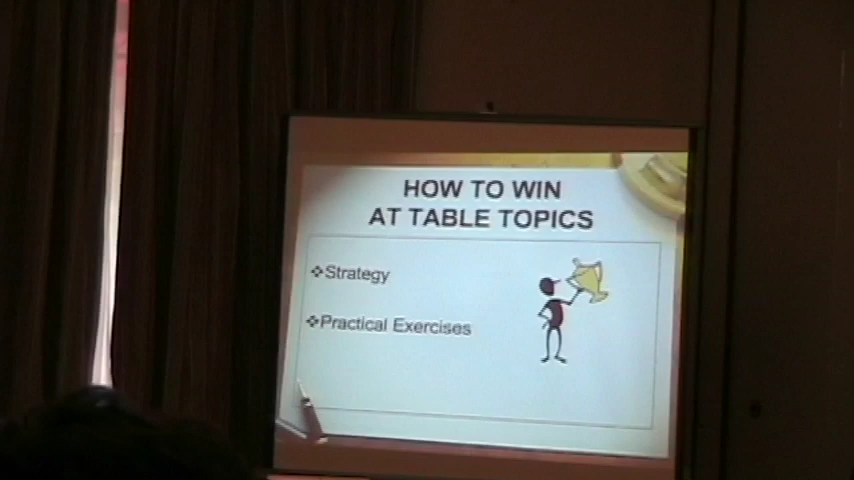 HOW TO WIN
AT TABLE TOPICS
❖Strategy
❖Practical Exercises